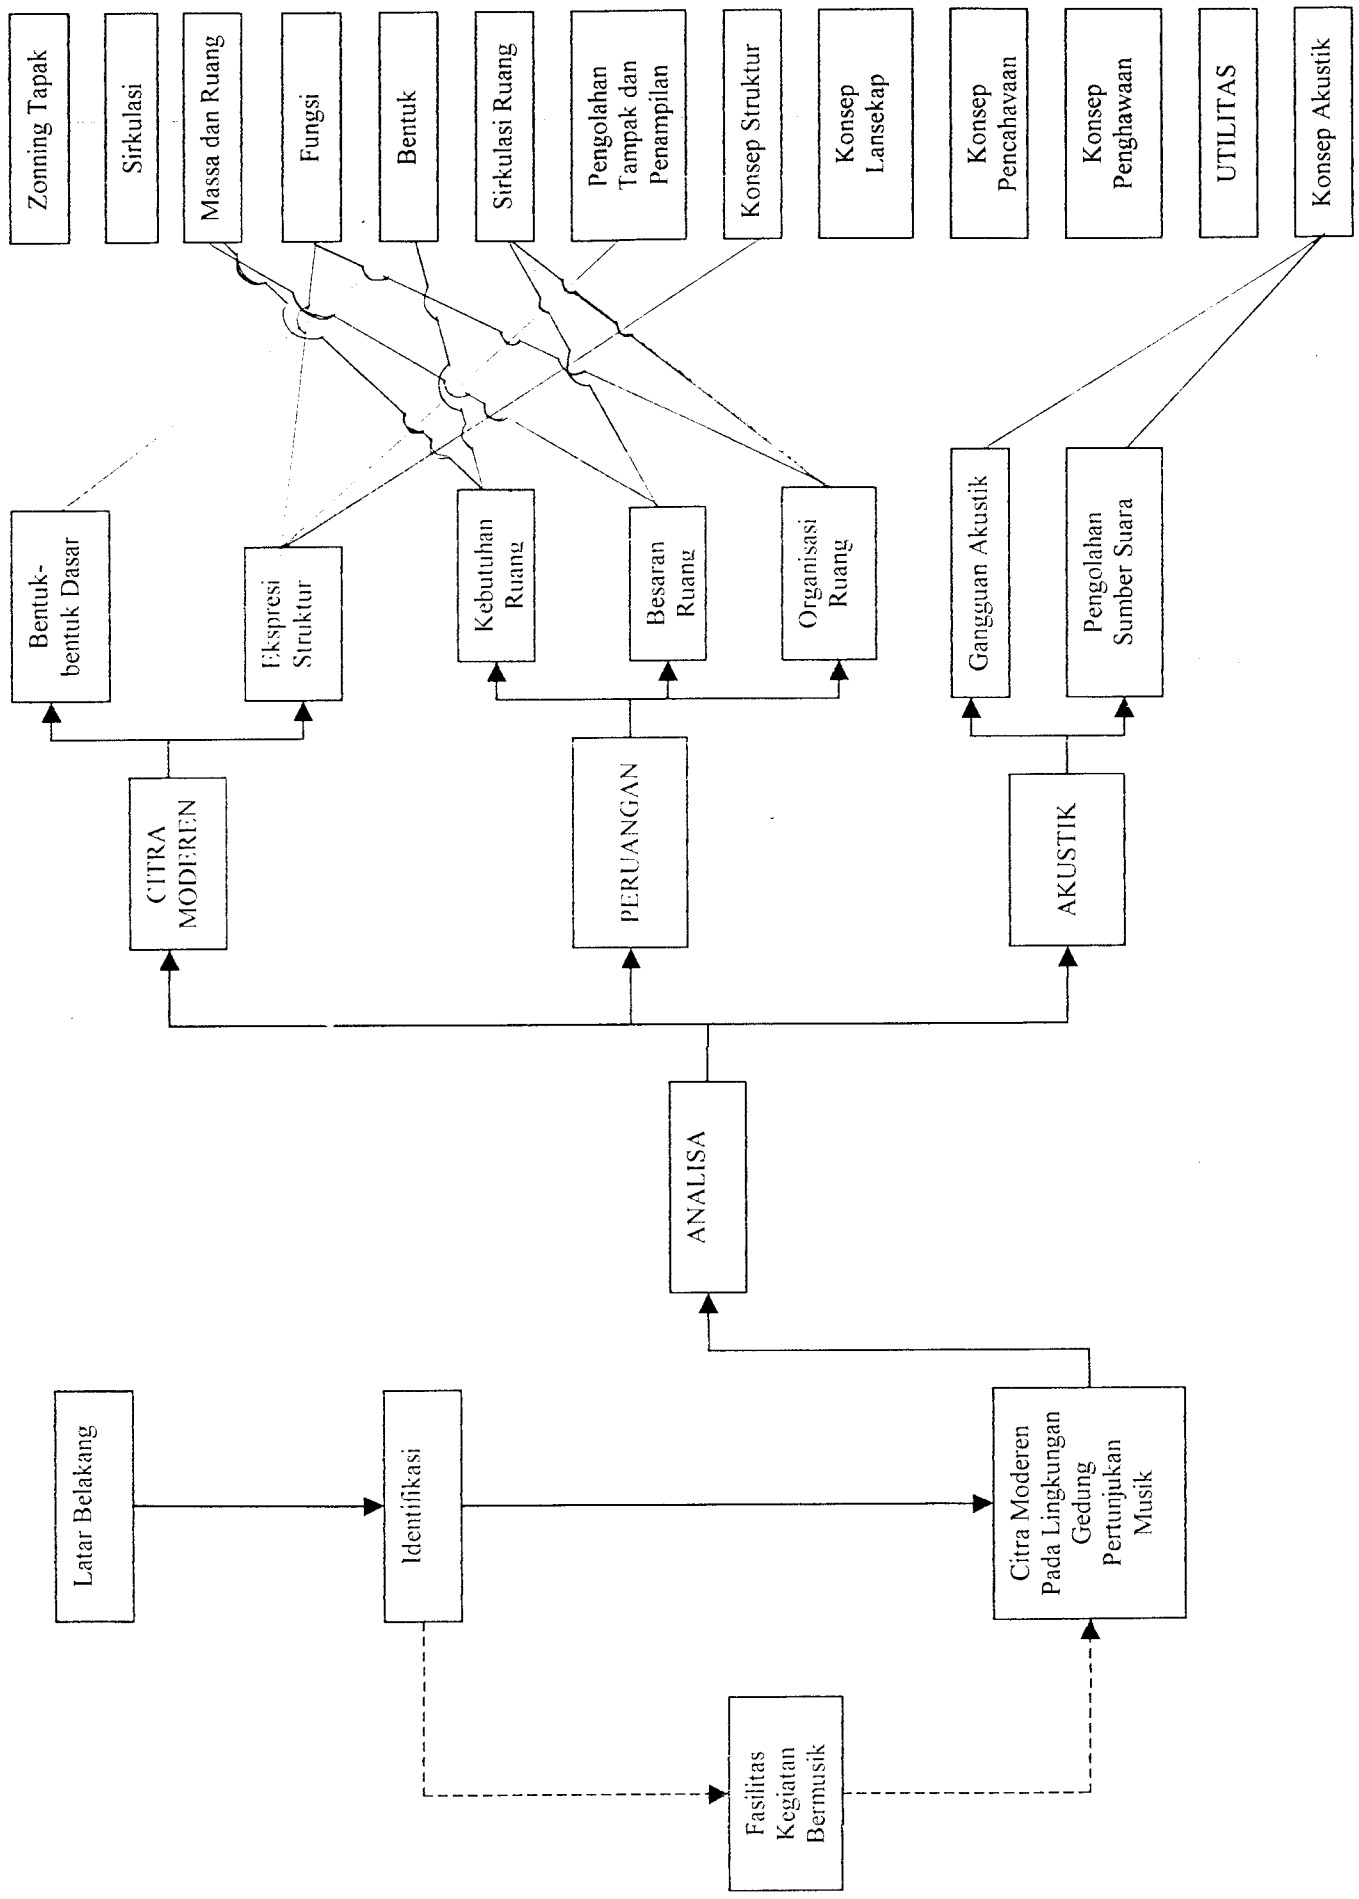 Latar Belakang
Identifikasi
Fasilitas
Kegiatan
Bermusik
Citra Moderen
Pada Lingkungan
Gedung
Pertunjukan
Musik
ANALISA
CITRA
MODEREN
PERUANGAN
AKUSTIK
Bentuk-
bentuk Dasar
Ekspresi
Struktur
Kebutuhan
Ruang
Besaran
Ruang
Organisasi
Ruang
Gangguan Akustik
Pengolahan
Sumber Suara
Zonning Tapak
Sirkulasi
Massa dan Ruang
Fungsi
Bentuk
Sirkulasi Ruang
Pengolahan
Tampak dan
Penampilan
Konsep Struktur
Konsep
Lansekap
Konsep
Pencahayaan
Konsep
Penghawaan
UTILITAS
Konsep Akustik